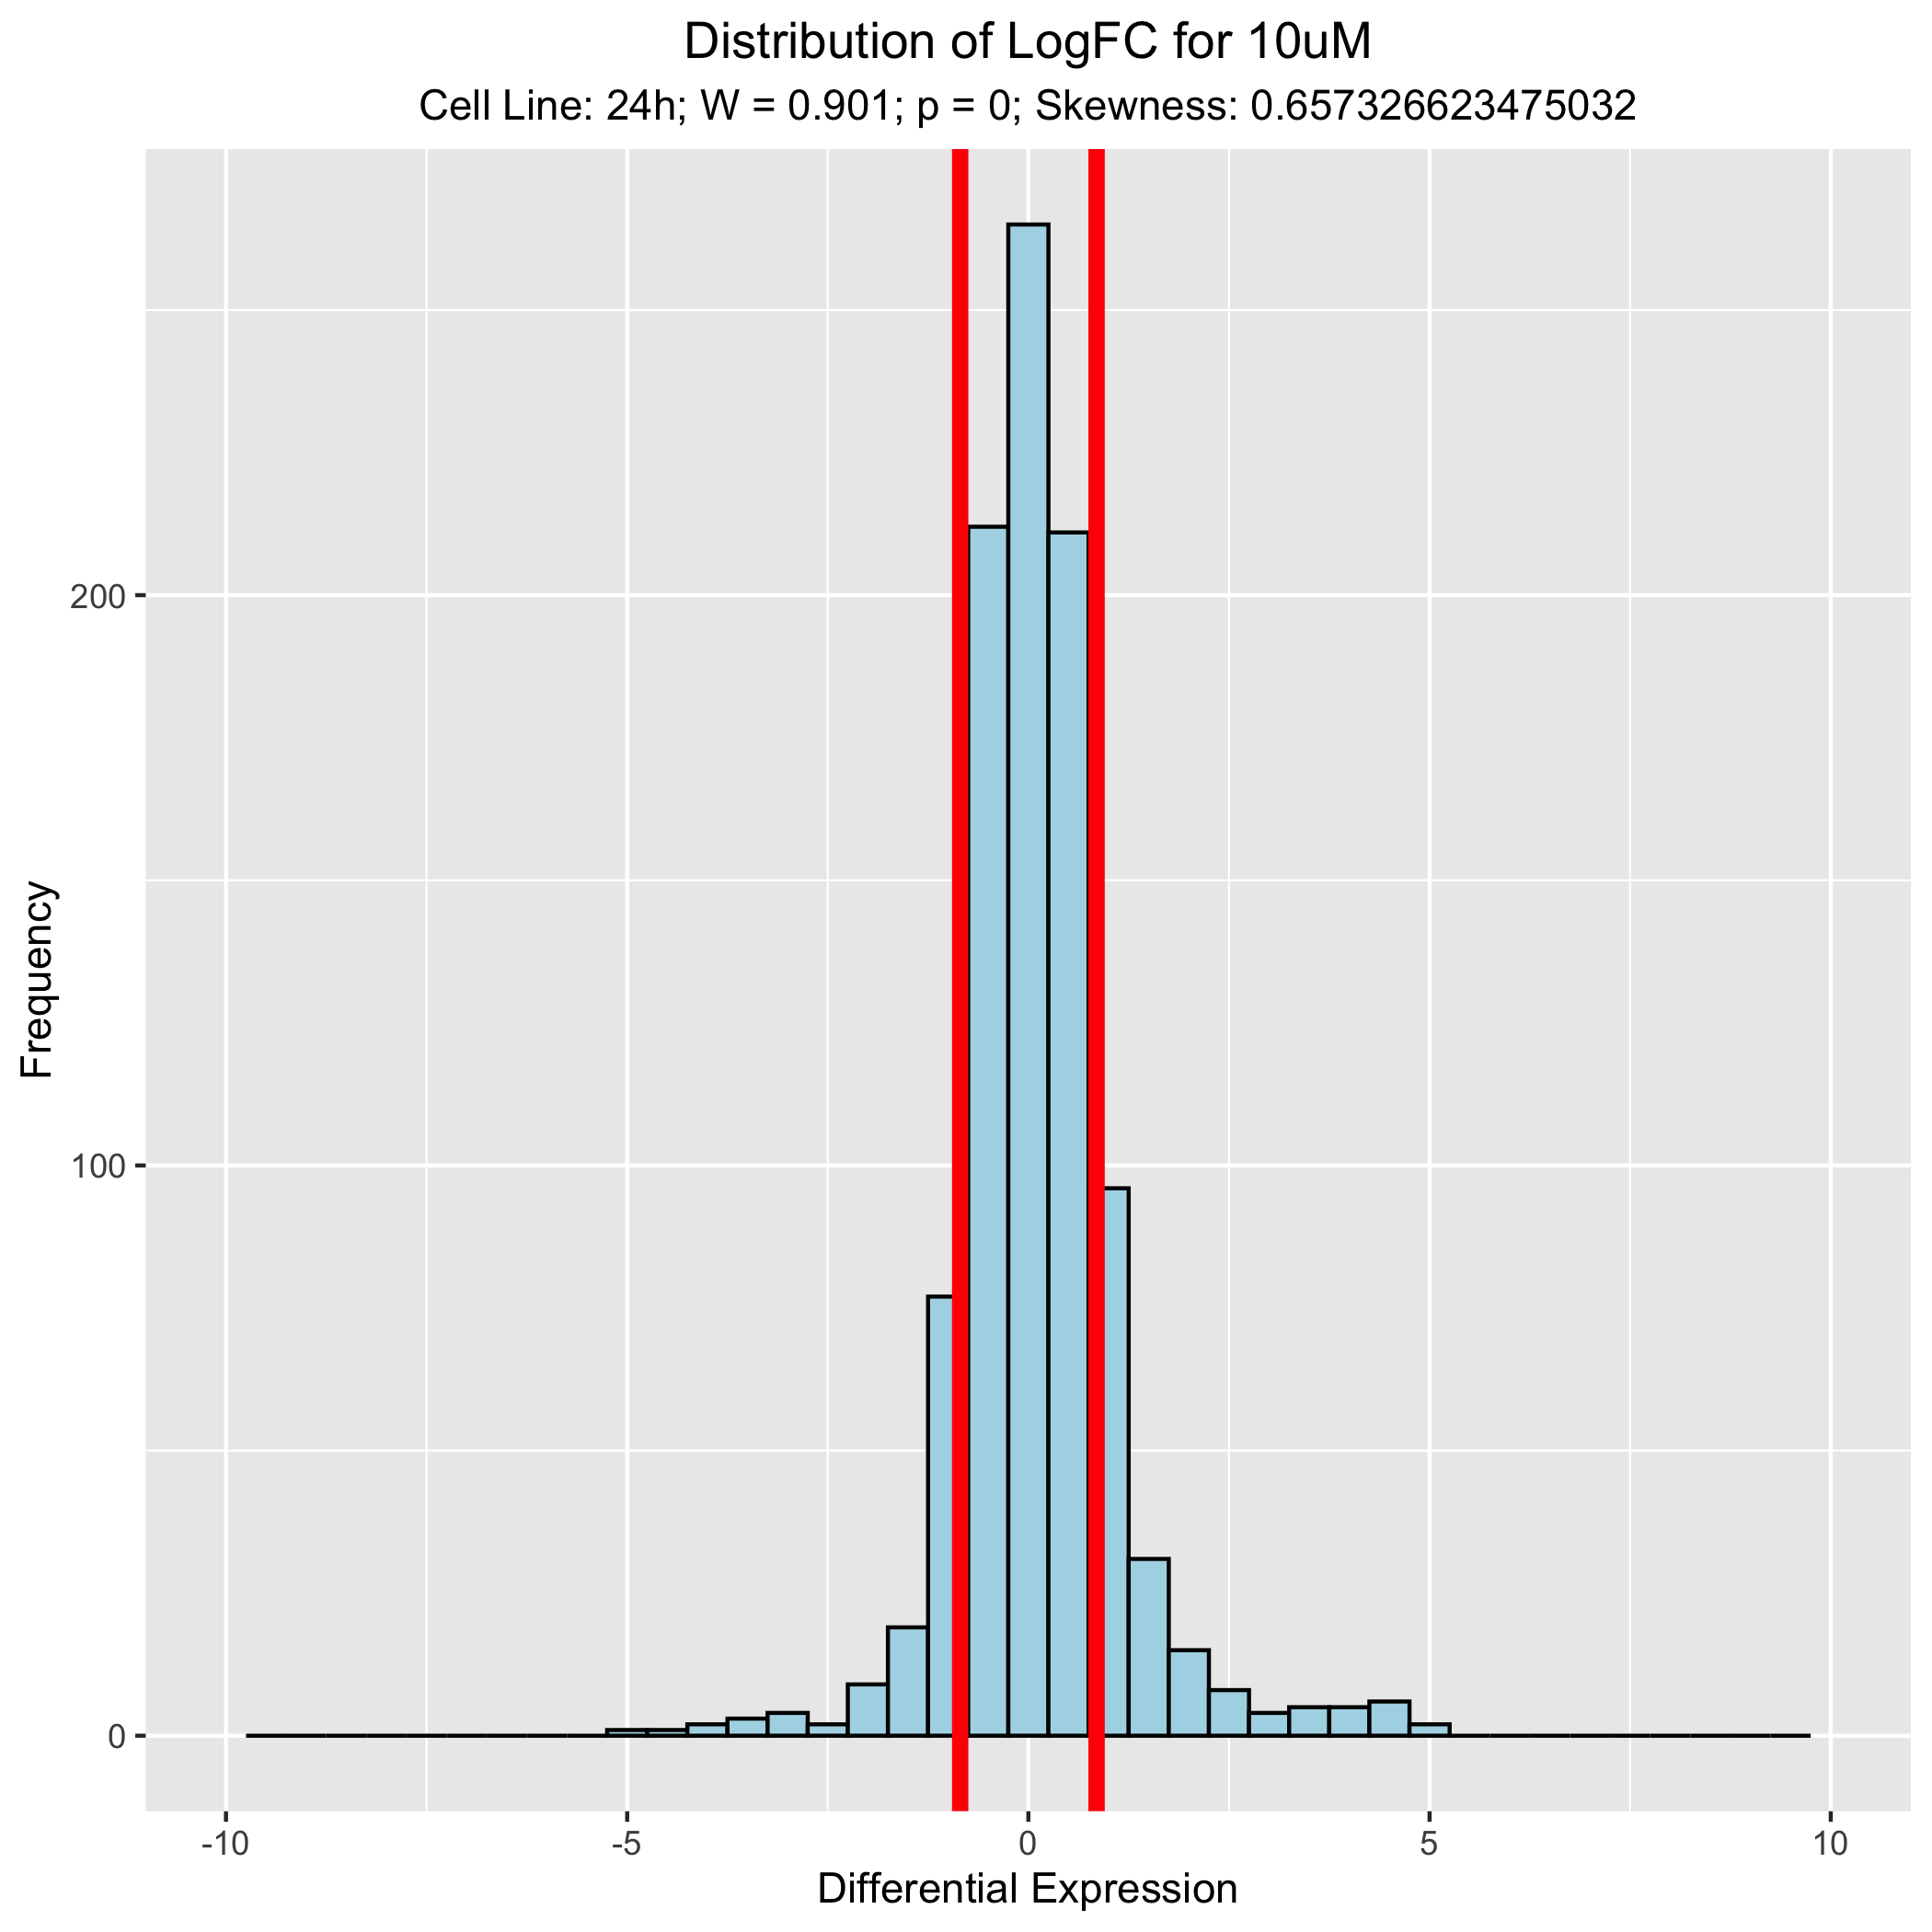 Distribution of LogFC for 10uM
Cell Line: 24h; W = 0.901; p = 0; Skewness: 0.657326623475032
Frequency
200
100
0
-10
-5
0
5
10
Differential Expression